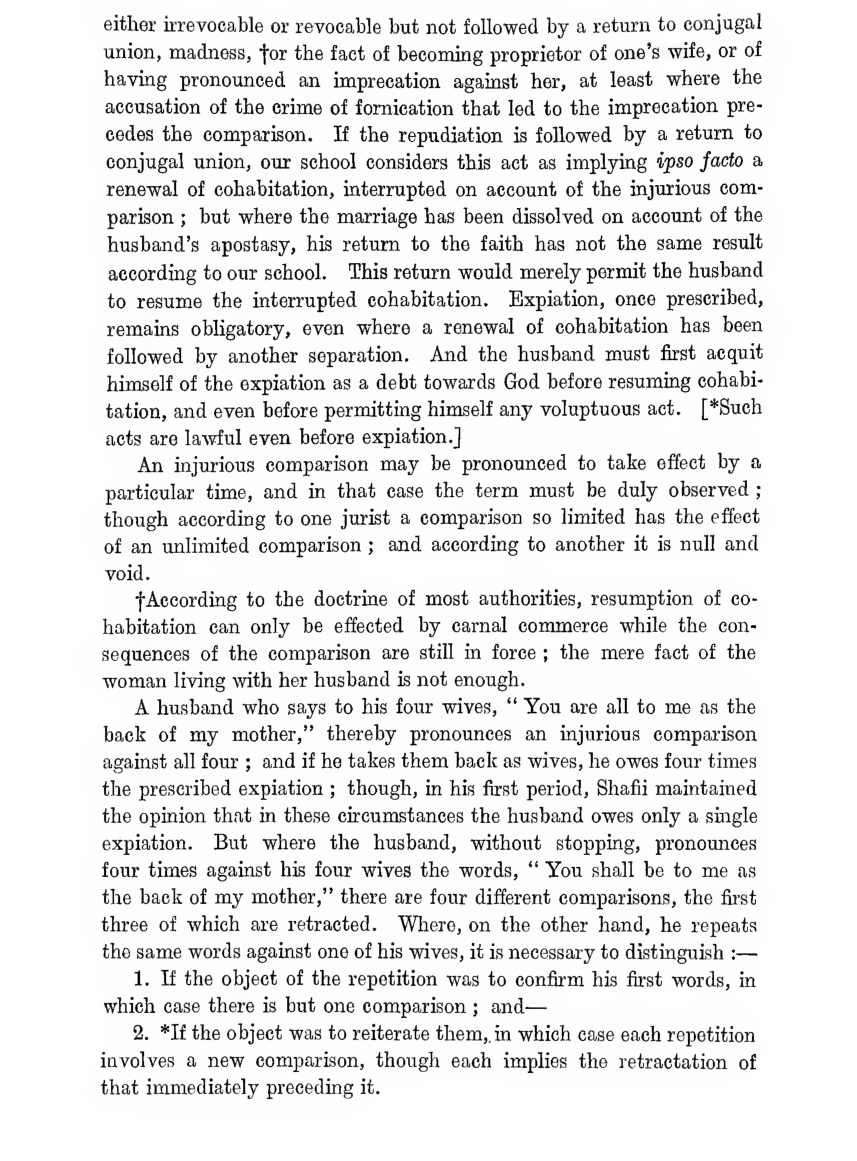 either irrevocable or revocable but not followed by a return to conjugal
union, madness, †or the fact of becoming proprietor of one's wife, or of
having pronounced an imprecation against her, at least where the
accusation of the crime of fornication that led to the imprecation pre-
cedes the comparison. If the repudiation is followed by a return to
conjugal union, our school considers this act as implying ipso facto a
renewal of cohabitation, interrupted on account of the injurious com-
parison ; but where the marriage has been dissolved on account of the
husband's apostasy, his return to the faith has not the same result
according to our school. This return would merely permit the husband
to resume the interrupted cohabitation. Expiation, once prescribed,
remains obligatory, even where a renewal of cohabitation has been
followed by another separation. And the husband must first acquit
himself of the expiation as a debt towards God before resuming cohabi-
tation, and even before permitting himself any voluptuous act. [*Such
acts are lawful even before expiation.]
An injurious comparison may be pronounced to take effect by a
particular time, and in that case the term must be duly observed ;
though according to one jurist a comparison so limited has the effect
of an unlimited comparison ; and according to another it is null and
void.
†According to the doctrine of most authorities, resumption of co-
habitation can only be effected by carnal commerce while the con-
sequences of the comparison are still in force ; the mere fact of the
woman living with her husband is not enough.
A husband who says to his four wives, “ You are all to me as the
back of my mother,” thereby pronounces an injurious comparison
against all four ; and if he takes them back as wives, he owes four times
the prescribed expiation ; though, in his first period, Shafii maintained
the opinion that in these circumstances the husband owes only a single
expiation. But where the husband, without stopping, pronounces
four times against his four wives the words, “ You shall be to me as
the back of my mother,” there are four different comparisons, the first
three of which are retracted. Where, on the other hand, he repeats
the same words against one of his wives, it is necessary to distinguish :—
1. If the object of the repetition was to confirm his first words, in
which case there is but one comparison ; and—
2. *If the object was to reiterate them, in which case each repetition
involves a new comparison, though each implies the retractation of
that immediately preceding it.